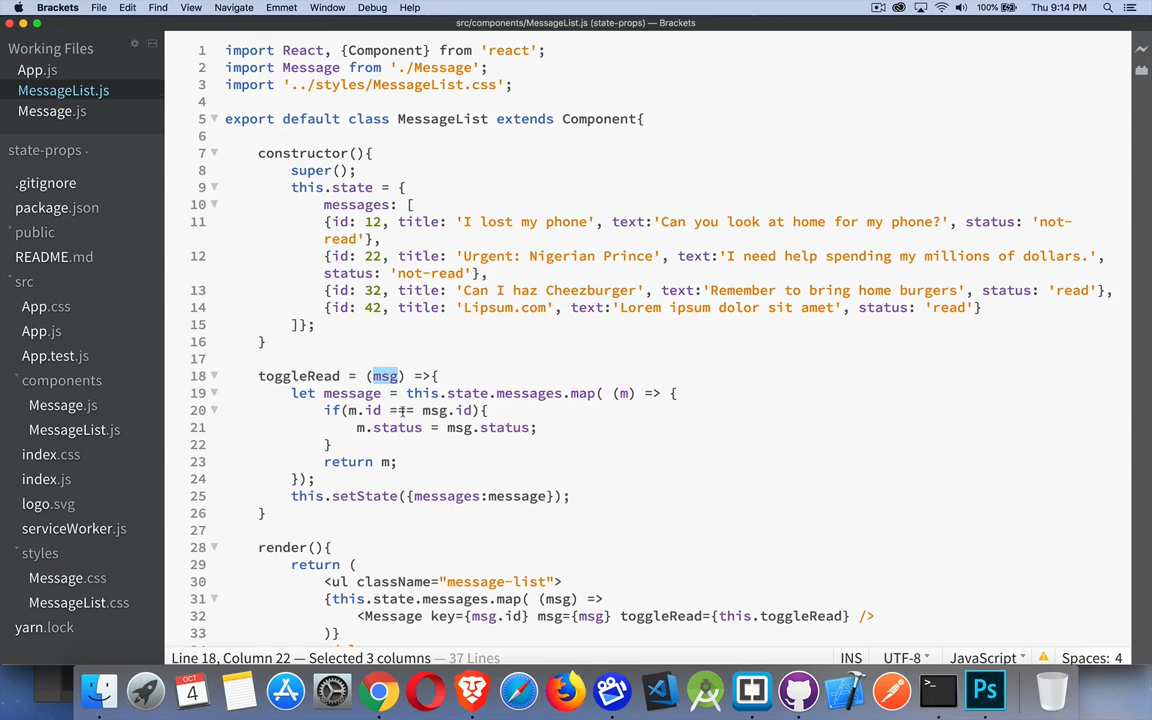 Brackets File Edit Find View Navigate Emmet Window Debug Help 100% Thu 9:14 PM
src/components/MessageList.js (state-props) — Brackets
Working Files
App.js
MessageList.js
Message.js
state-props
.gitignore
package.json
public
README.md
src
App.css
App.js
App.test.js
components
Message.js
MessageList.js
index.css
index.js
logo.svg
serviceWorker.js
styles
Message.css
MessageList.css
yarn.lock
1 import React, {Component} from 'react';
2 import Message from './Message';
3 import '../styles/MessageList.css';
4
5 export default class MessageList extends Component{
6
7 constructor(){
8 super();
9 this.state = {
10 messages: [
11 {id: 12, title: 'I lost my phone', text:'Can you look at home for my phone?', status: 'not-
read'},
12 {id: 22, title: 'Urgent: Nigerian Prince', text:'I need help spending my millions of dollars.',
status: 'not-read'},
13 {id: 32, title: 'Can I haz Cheezburger', text:'Remember to bring home burgers', status: 'read'},
14 {id: 42, title: 'Lipsum.com', text:'Lorem ipsum dolor sit amet', status: 'read'}
15 ]};
16 }
17
18 toggleRead = (msg) =>{
19 let message = this.state.messages.map( (m) => {
20 if(m.id === msg.id){
21 m.status = msg.status;
22 }
23 return m;
24 });
25 this.setState({messages:message});
26 }
27
28 render(){
29 return (
30 <ul className="message-list">
31 {this.state.messages.map( (msg) =>
32 <Message key={msg.id} msg={msg} toggleRead={this.toggleRead} />
33 )}
Line 18, Column 22 — Selected 3 columns — 37 Lines INS UTF-8 JavaScript Spaces: 4
OCT
4
Ps